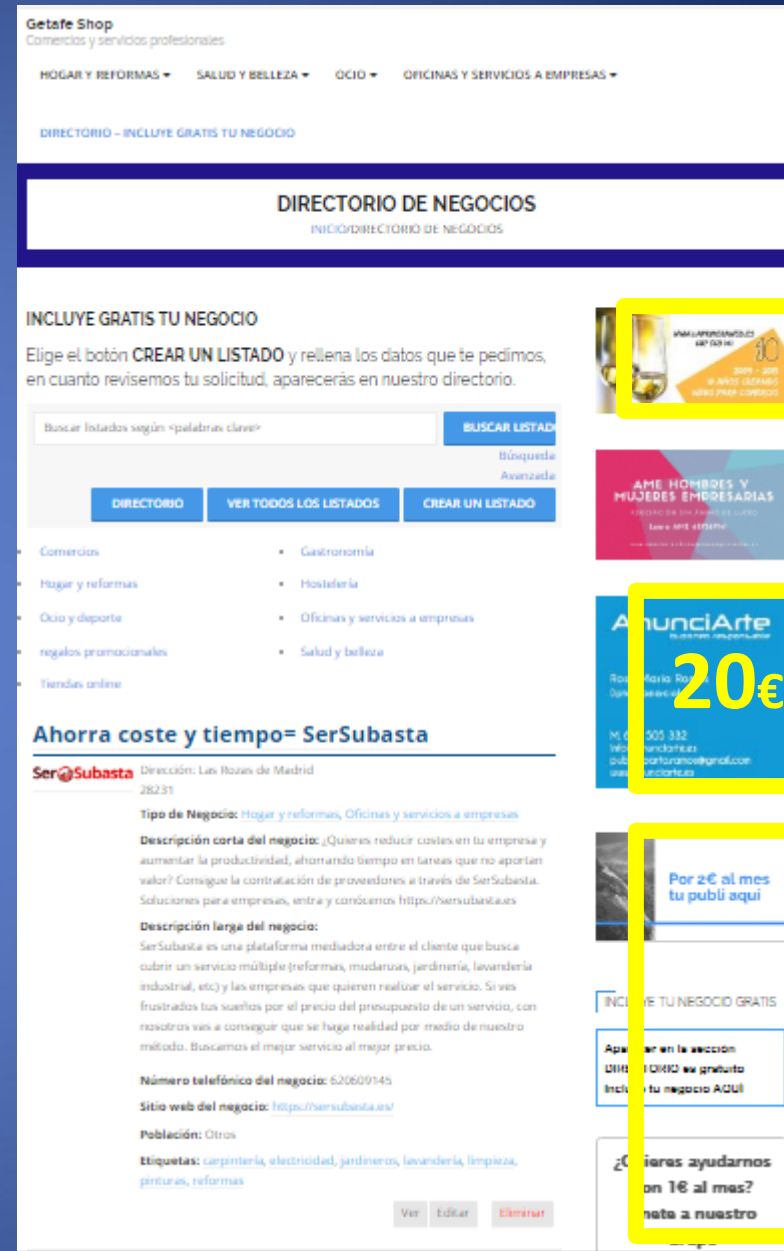 Getafe Shop
Comercios y servicios profesionales
HOGAR Y REFORMAS
SALUD Y BELLEZA
OCIO
OFICINAS Y SERVICIOS A EMPRESAS
DIRECTORIO – INCLUYE GRATIS TU NEGOCIO
DIRECTORIO DE NEGOCIOS
INICIO/DIRECTORIO DE NEGOCIOS
INCLUYE GRATIS TU NEGOCIO
Elige el botón CREAR UN LISTADO y rellena los datos que te pedimos,
en cuanto revisemos tu solicitud, aparecerás en nuestro directorio.
Buscar listados según <palabras clave>
BUSCAR LISTAD
Búsqueda
Avanzada
DIRECTORIO
VER TODOS LOS LISTADOS
CREAR UN LISTADO
Comercios
Gastronomía
Hogar y reformas
Hostelería
Ocio y deporte
Oficinas y servicios a empresas
regalos promocionales
Salud y belleza
Tiendas online
Ahorra coste y tiempo= SerSubasta
SerSubasta
Dirección: Las Rozas de Madrid
28231
Tipo de Negocio: Hogar y reformas, Oficinas y servicios a empresas
Descripción corta del negocio: ¿Quieres reducir costes en tu empresa y
aumentar la productividad, ahorrando tiempo en tareas que no aportan
valor? Consigue la contratación de proveedores a través de SerSubasta.
Soluciones para empresas, entra y conócenos https://sersubasta.es
Descripción larga del negocio:
SerSubasta es una plataforma mediadora entre el cliente que busca
cubrir un servicio múltiple (reformas, mudanzas, jardinería, lavandería
industrial, etc) y las empresas que quieren realizar el servicio. Si ves
frustrados tus sueños por el precio del presupuesto de un servicio, con
nosotros vas a conseguir que se haga realidad por medio de nuestro
método. Buscamos el mejor servicio al mejor precio.
Número telefónico del negocio: 620609145
Sitio web del negocio: https://sersubasta.es/
Población: Otros
Etiquetas: carpintería, electricidad, jardineros, lavandería, limpieza,
pinturas, reformas
Ver
Editar
Eliminar
10
2009 - 2019
AME HOMBRES Y
MUJERES EMPRESARIAS
A unciArte
20€
505 332
Por 2€ al mes
tu publi aquí
INCL YE TU NEGOCIO GRATIS
en la sección
es gratuito
tu negocio AQUÍ
ieres ayudarnos
on 1€ al mes?
nete a nuestro